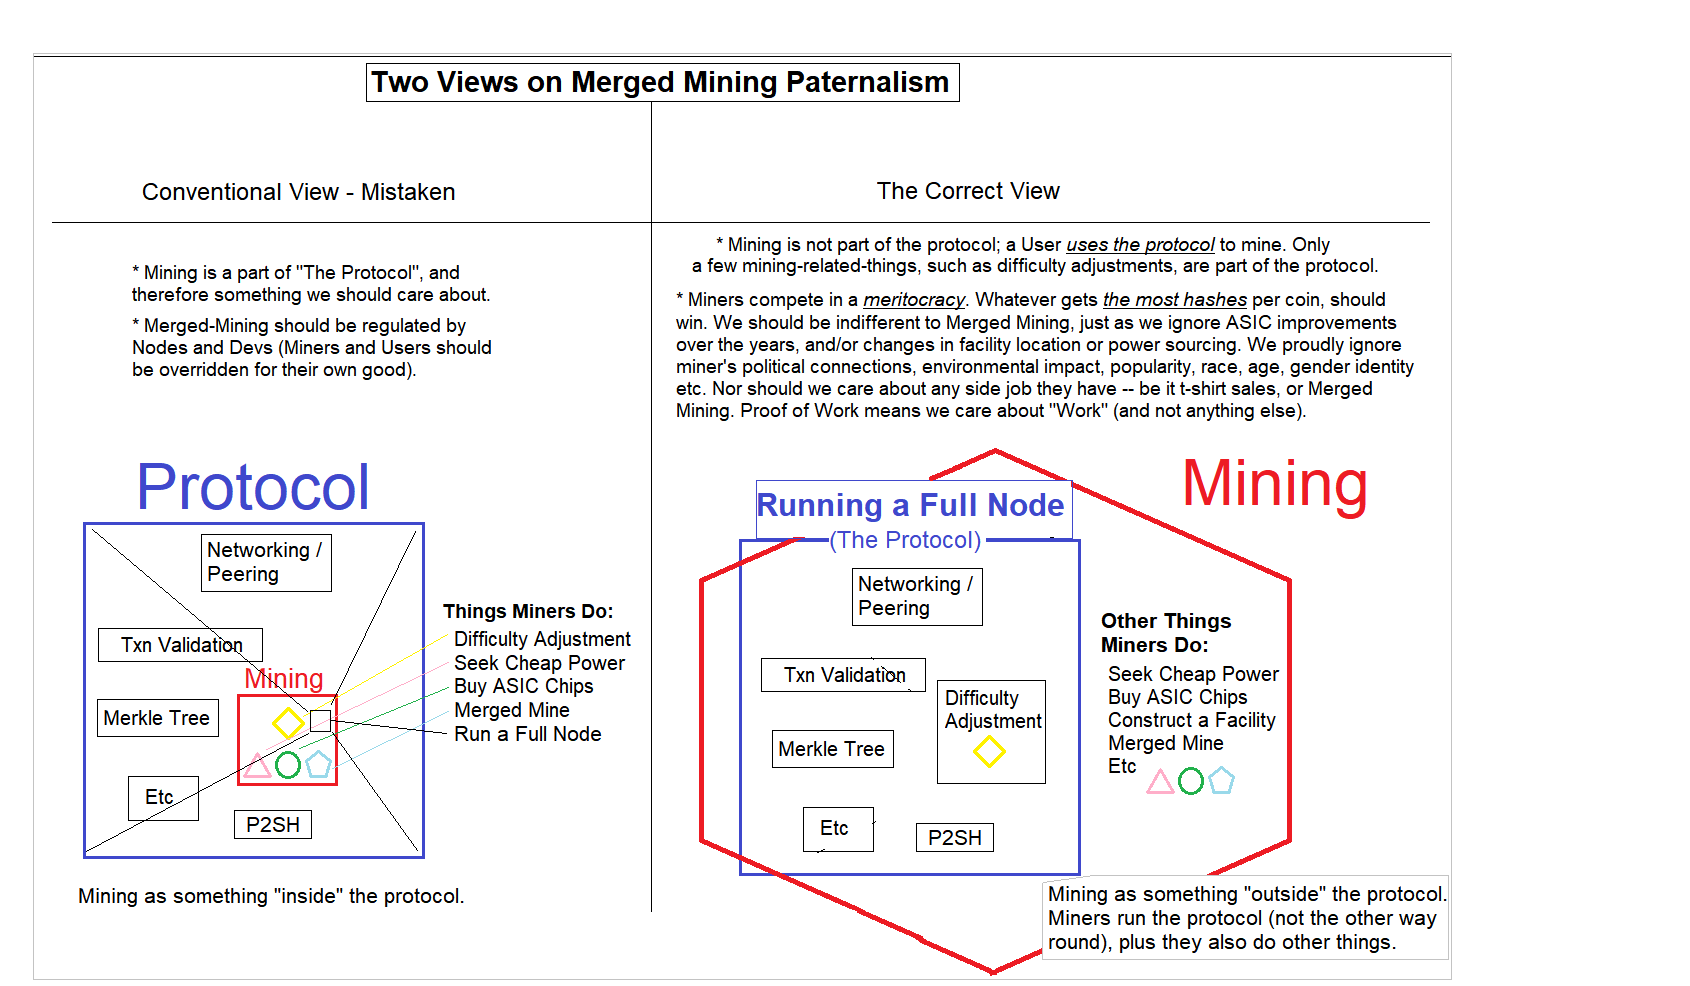 Two Views on Merged Mining Paternalism
Conventional View - Mistaken
* Mining is a part of "The Protocol", and
therefore something we should care about.
* Merged-Mining should be regulated by
Nodes and Devs (Miners and Users should
be overridden for their own good).
Protocol
Networking /
Peering
Txn Validation
Mining
Merkle Tree
Etc
P2SH
Things Miners Do:
Difficulty Adjustment
Seek Cheap Power
Buy ASIC Chips
Merged Mine
Run a Full Node
Mining as something "inside" the protocol.
The Correct View
* Mining is not part of the protocol; a User uses the protocol to mine. Only
a few mining-related-things, such as difficulty adjustments, are part of the protocol.
* Miners compete in a meritocracy. Whatever gets the most hashes per coin, should
win. We should be indifferent to Merged Mining, just as we ignore ASIC improvements
over the years, and/or changes in facility location or power sourcing. We proudly ignore
miner's political connections, environmental impact, popularity, race, age, gender identity
etc. Nor should we care about any side job they have -- be it t-shirt sales, or Merged
Mining. Proof of Work means we care about "Work" (and not anything else).
Mining
Running a Full Node
(The Protocol)
Networking /
Peering
Txn Validation
Difficulty
Adjustment
Merkle Tree
Etc
P2SH
Other Things
Miners Do:
Seek Cheap Power
Buy ASIC Chips
Construct a Facility
Merged Mine
Etc
Mining as something "outside" the protocol.
Miners run the protocol (not the other way
round), plus they also do other things.